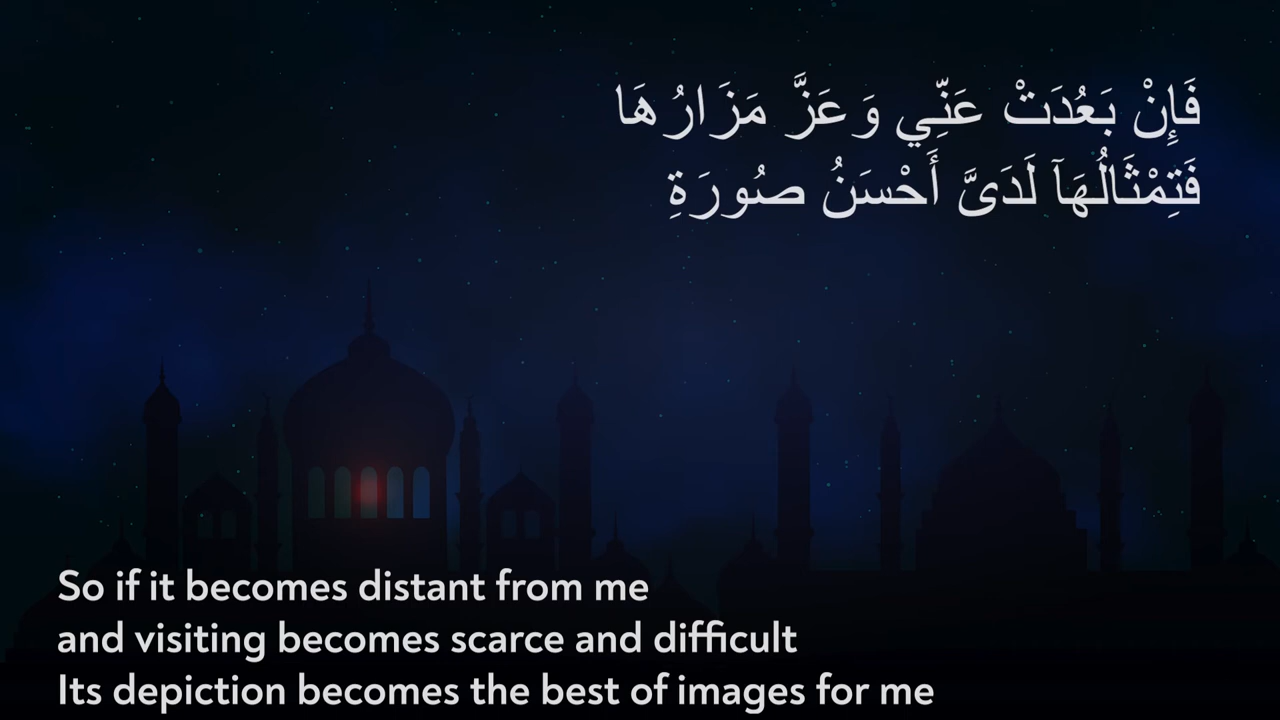 فَإِنْ بَعُدَتْ عَنِّي وَعَزَّ مَزَارُهَا
فَتِمْثَالُهَآ لَدَىَّ أَحْسَنُ صُورَةِ
So if it becomes distant from me
and visiting becomes scarce and difficult
Its depiction becomes the best of images for me